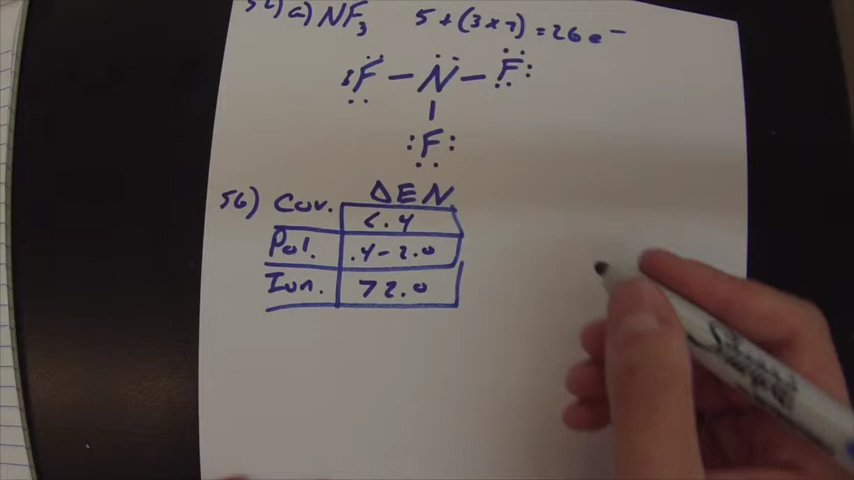 a) NF3 5 + (3 x 7) = 26 e-
:F - N - F:
:F:
56) ΔEN
Cov. <.4
Pol. .4-2.0
Ion. >2.0